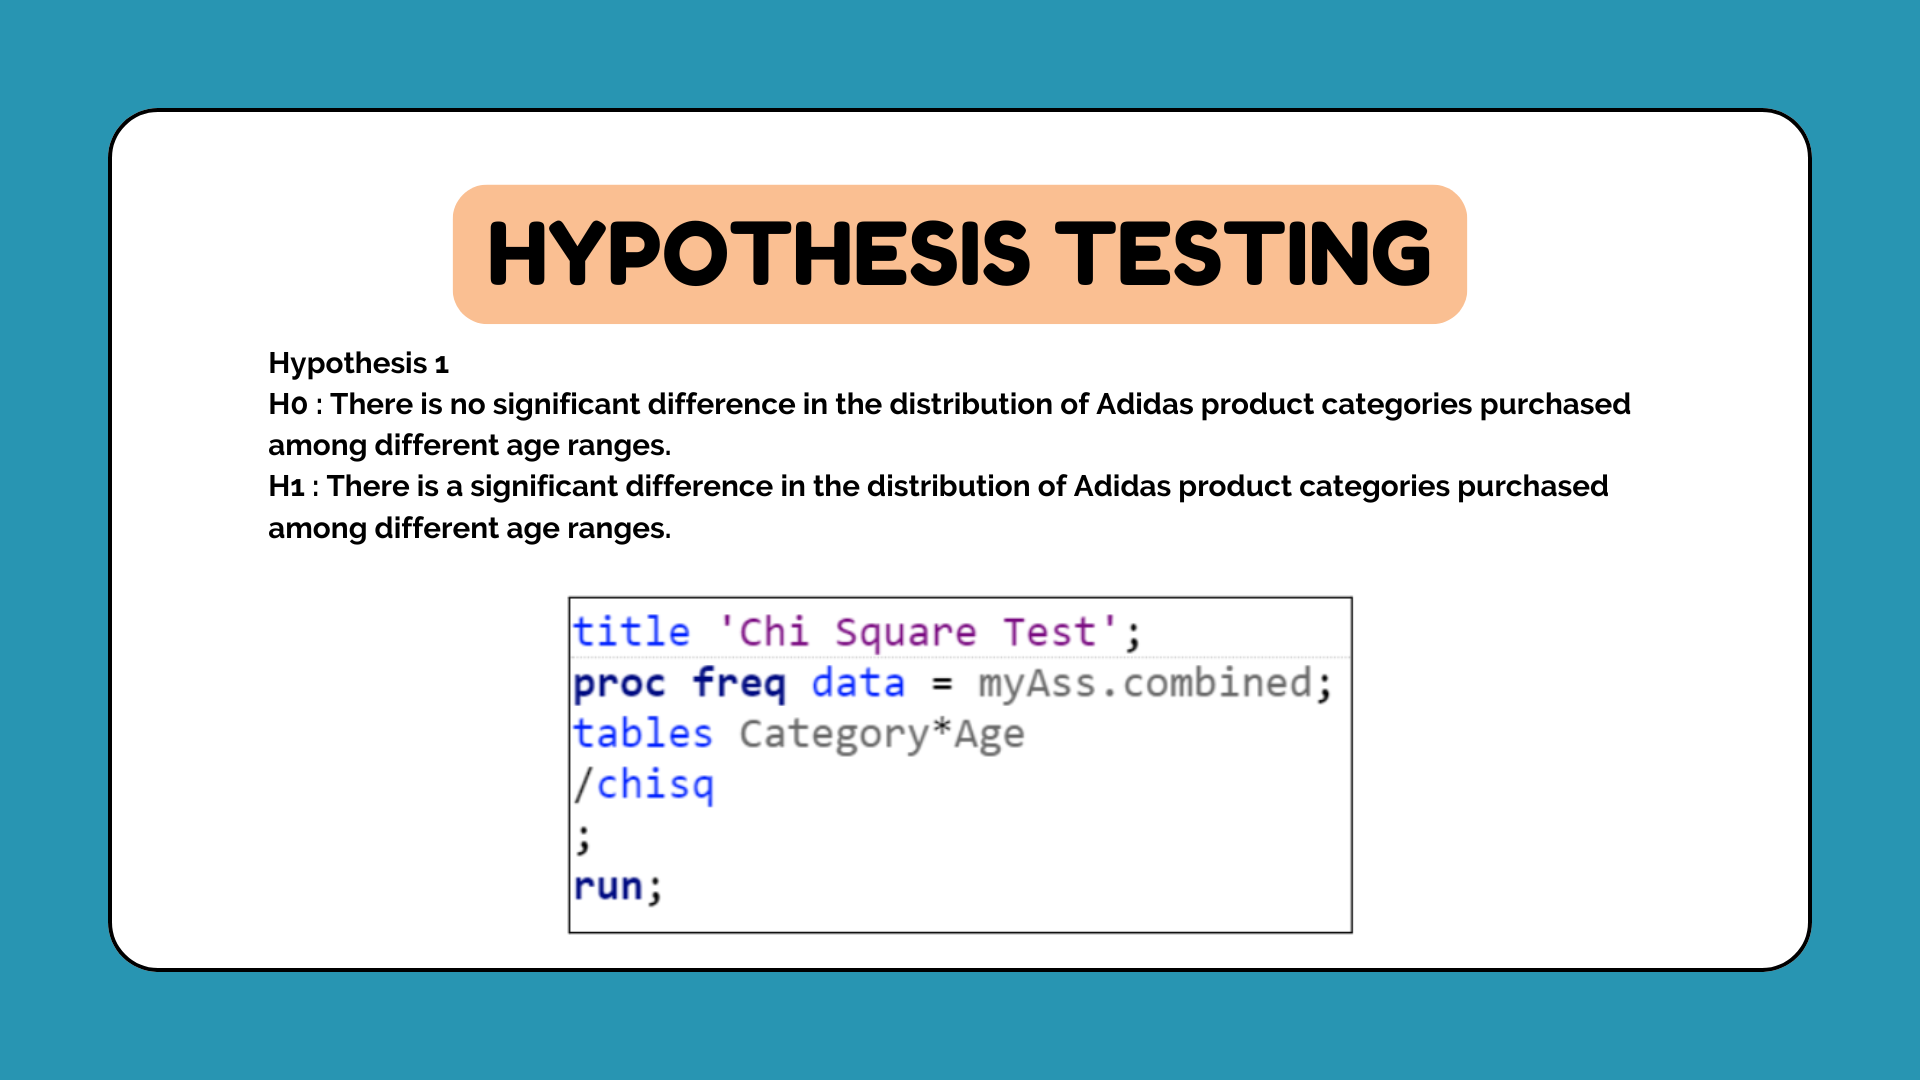 HYPOTHESIS TESTING
Hypothesis 1
H0 : There is no significant difference in the distribution of Adidas product categories purchased
among different age ranges.
H1 : There is a significant difference in the distribution of Adidas product categories purchased
among different age ranges.
title 'Chi Square Test';
proc freq data = myAss.combined;
tables Category*Age
/chisq
;
run;